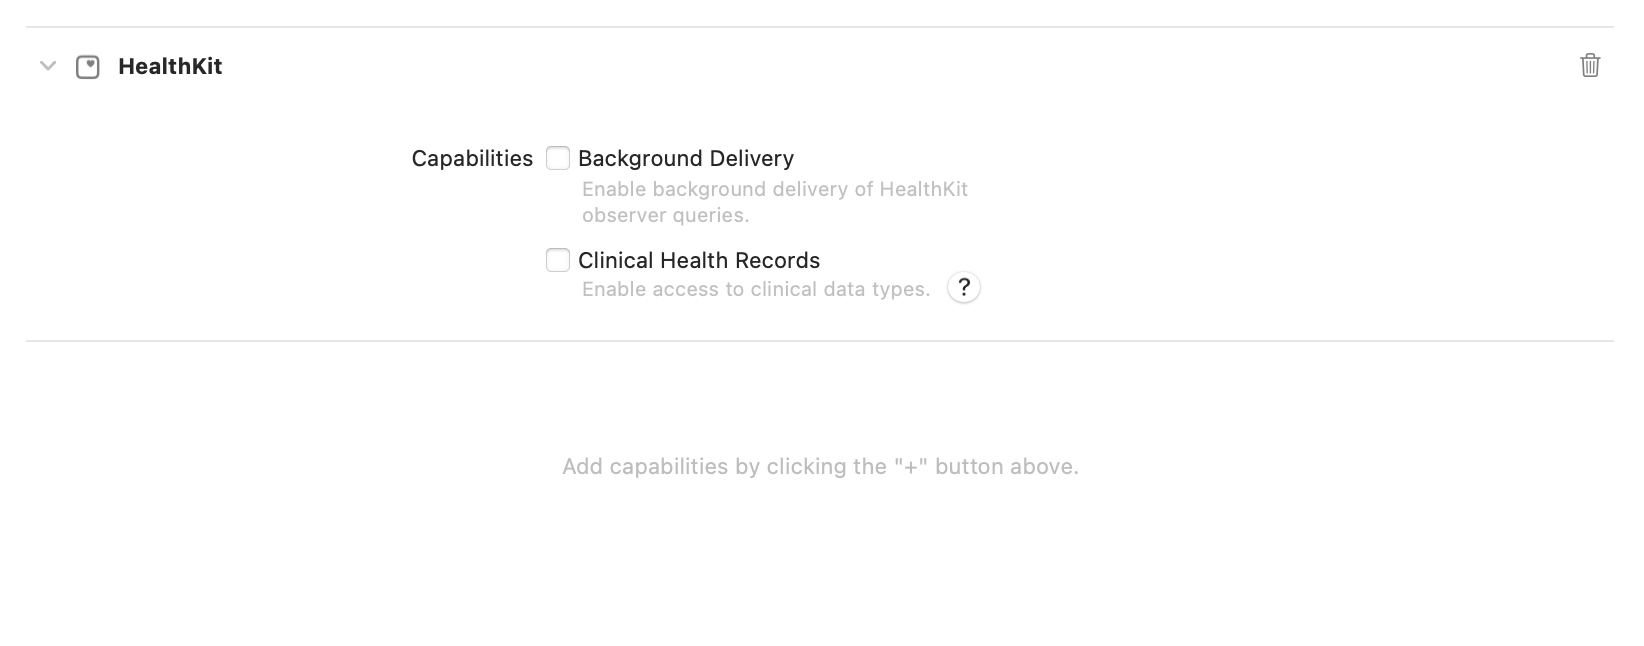 HealthKit
Capabilities Background Delivery
Enable background delivery of HealthKit
observer queries.
Clinical Health Records
Enable access to clinical data types. ?
Add capabilities by clicking the "+" button above.